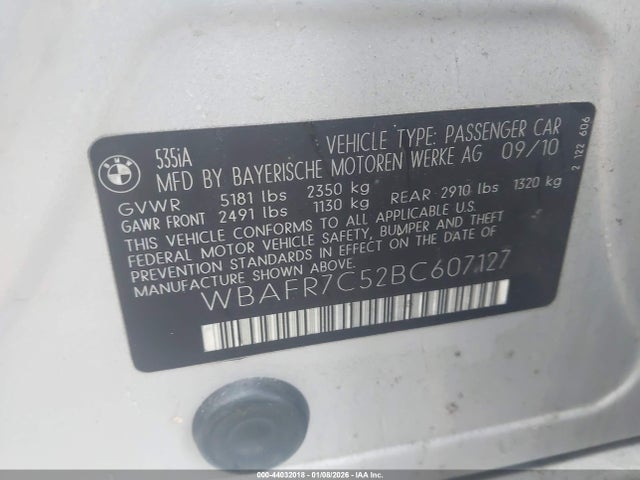 BMW
535iA
VEHICLE TYPE: PASSENGER CAR
MFD BY BAYERISCHE MOTOREN WERKE AG 09/10
GVWR 5181 lbs 2350 kg
GAWR FRONT 2491 lbs 1130 kg REAR 2910 lbs 1320 kg
THIS VEHICLE CONFORMS TO ALL APPLICABLE U.S.
FEDERAL MOTOR VEHICLE SAFETY, BUMPER, AND THEFT
PREVENTION STANDARDS IN EFFECT ON THE DATE OF
MANUFACTURE SHOWN ABOVE.
WBAFR7C52BC607127
2 122 606
000-44032018 - 01/08/2026 - IAAI.COM